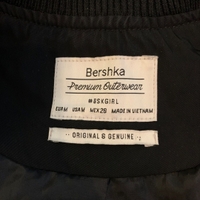 Bershka
Premium Outerwear
#BSKGIRL
EUR M USA M MEX 28 MADE IN VIETNAM
ORIGINAL & GENUINE